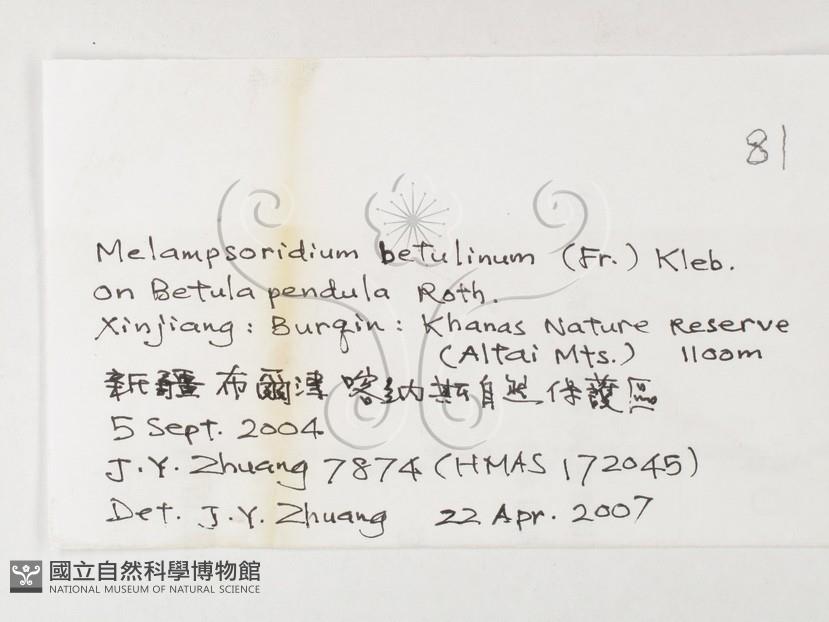 81
Melampsoridium betulinum (Fr.) Kleb.
on Betula pendula Roth.
Xinjiang: Burqin: Khanas Nature Reserve
(Altai Mts.) 1100m
新疆布爾津喀納斯自然保護區
5 Sept. 2004
J.Y. Zhuang 7874 (HMAS 172045)
Det. J.Y. Zhuang 22 Apr. 2007
國立自然科學博物館
NATIONAL MUSEUM OF NATURAL SCIENCE